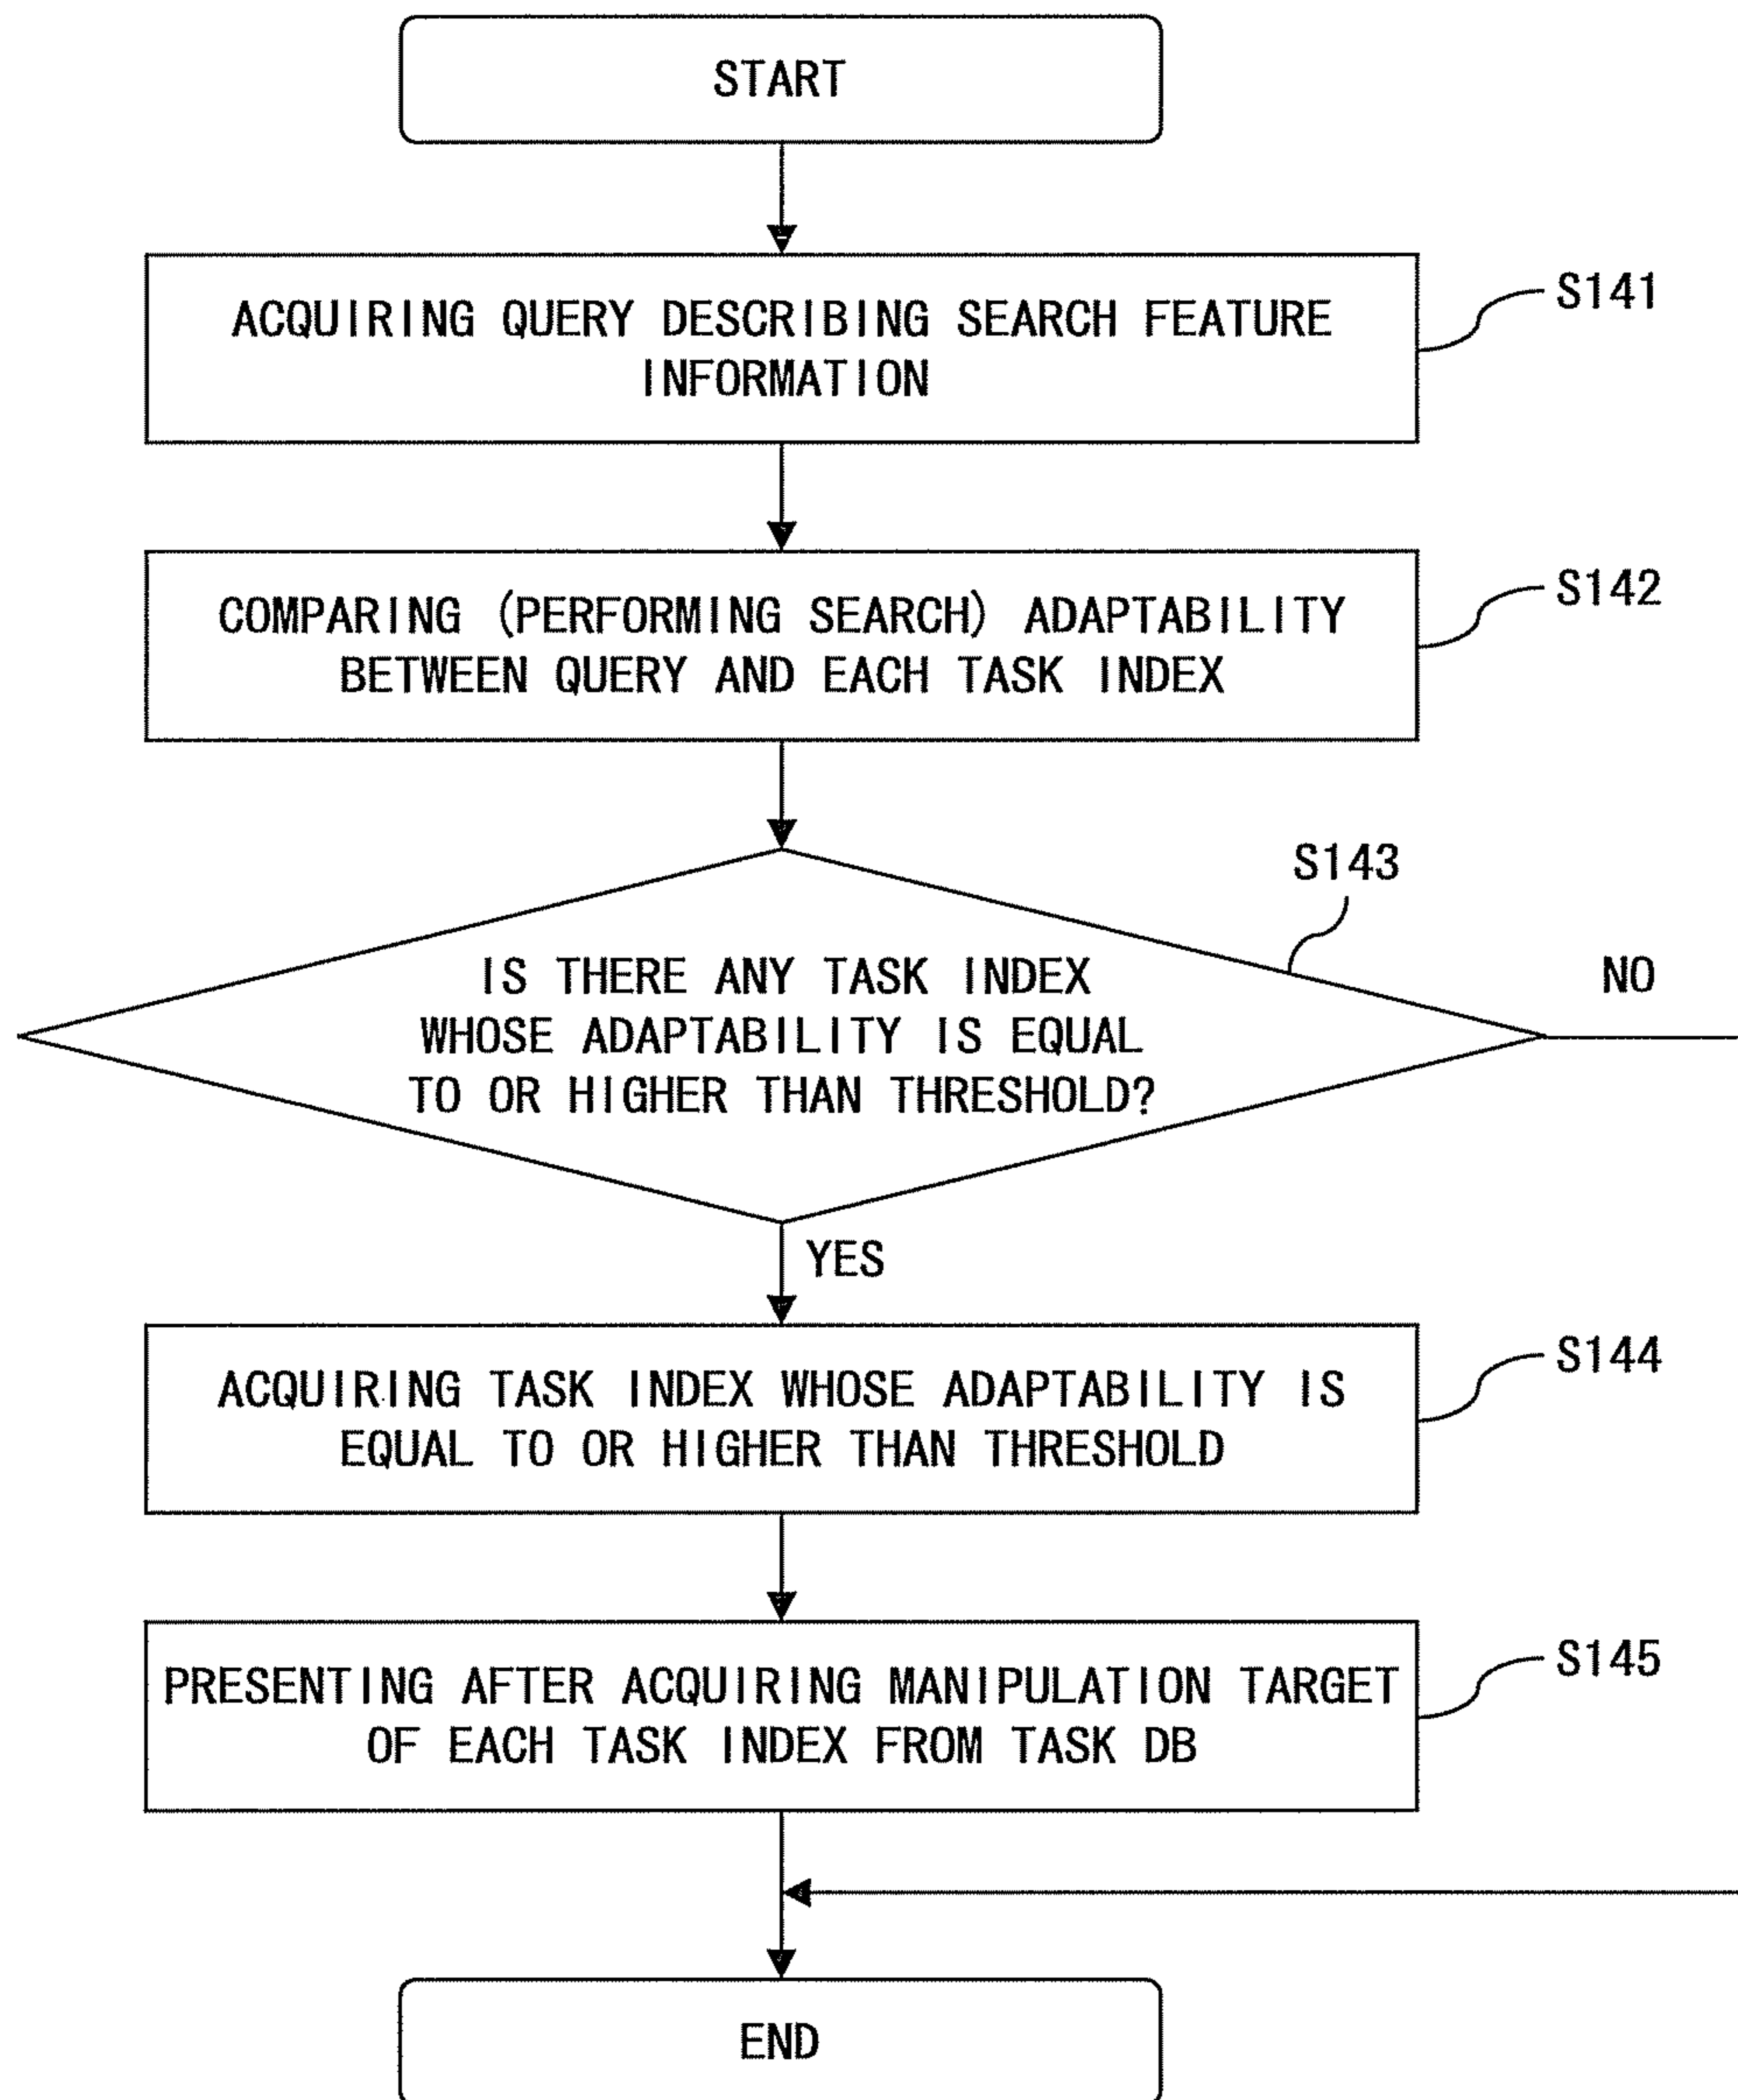 START
ACQUIRING QUERY DESCRIBING SEARCH FEATURE
INFORMATION
S141
COMPARING (PERFORMING SEARCH) ADAPTABILITY
BETWEEN QUERY AND EACH TASK INDEX
S142
S143
IS THERE ANY TASK INDEX
WHOSE ADAPTABILITY IS EQUAL
TO OR HIGHER THAN THRESHOLD?
NO
YES
ACQUIRING TASK INDEX WHOSE ADAPTABILITY IS
EQUAL TO OR HIGHER THAN THRESHOLD
S144
PRESENTING AFTER ACQUIRING MANIPULATION TARGET
OF EACH TASK INDEX FROM TASK DB
S145
END